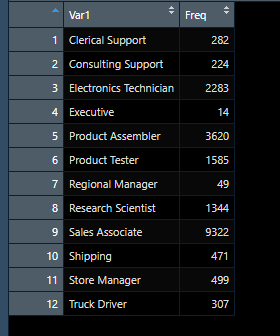 Var1 Freq
1 Clerical Support 282
2 Consulting Support 224
3 Electronics Technician 2283
4 Executive 14
5 Product Assembler 3620
6 Product Tester 1585
7 Regional Manager 49
8 Research Scientist 1344
9 Sales Associate 9322
10 Shipping 471
11 Store Manager 499
12 Truck Driver 307